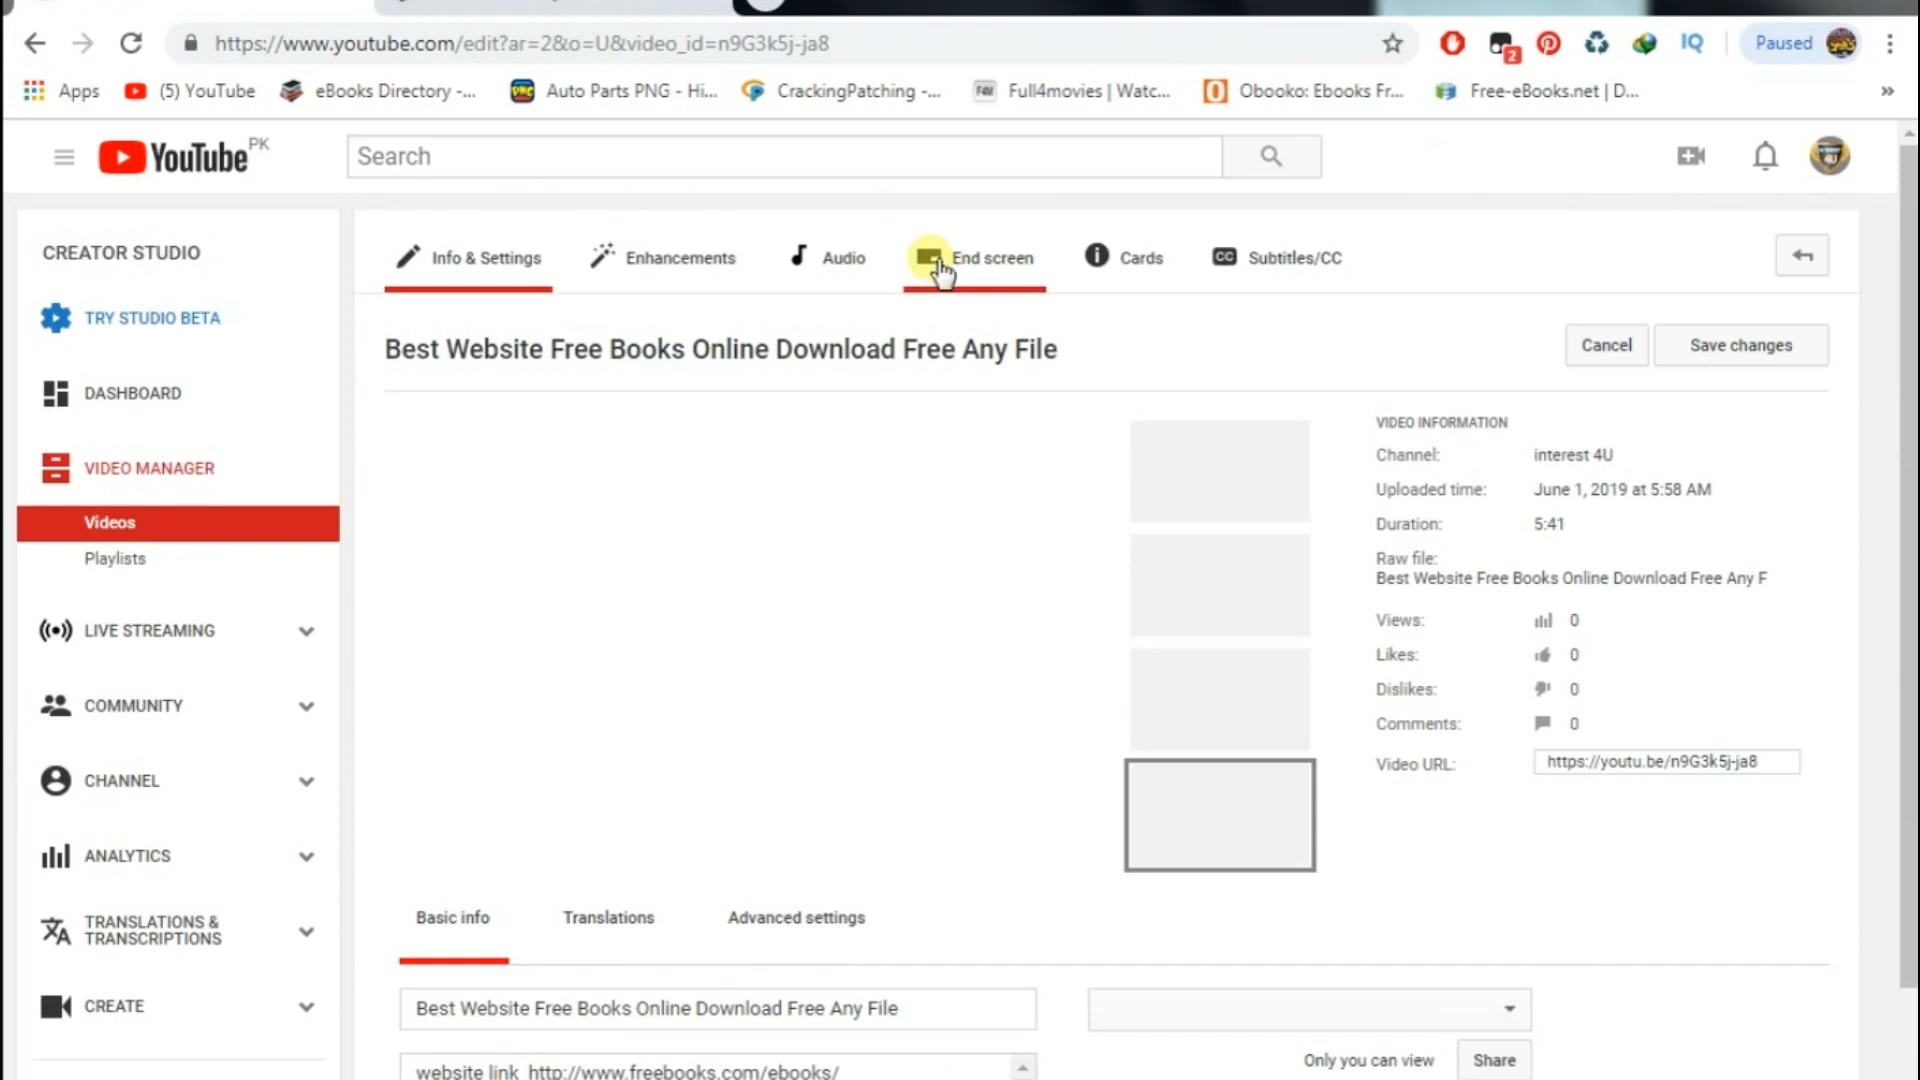 https://www.youtube.com/edit?ar=2&o=U&video_id=n9G3k5j-ja8
2
IQ
Paused
Apps
(5) YouTube
eBooks Directory -...
PNG
Auto Parts PNG - Hi...
CrackingPatching -...
Full4movies | Watc...
Obooko: Ebooks Fr...
Free-eBooks.net | D...
»
YouTube PK
Search
CREATOR STUDIO
TRY STUDIO BETA
DASHBOARD
VIDEO MANAGER
Videos
Playlists
LIVE STREAMING
COMMUNITY
CHANNEL
ANALYTICS
TRANSLATIONS &
TRANSCRIPTIONS
CREATE
Info & Settings
Enhancements
Audio
End screen
Cards
CC Subtitles/CC
Best Website Free Books Online Download Free Any File
Cancel
Save changes
VIDEO INFORMATION
Channel: interest 4U
Uploaded time: June 1, 2019 at 5:58 AM
Duration: 5:41
Raw file:
Best Website Free Books Online Download Free Any F
Views: 0
Likes: 0
Dislikes: 0
Comments: 0
Video URL: https://youtu.be/n9G3k5j-ja8
Basic info
Translations
Advanced settings
Best Website Free Books Online Download Free Any File
website link http://www.freebooks.com/ebooks/
Only you can view
Share